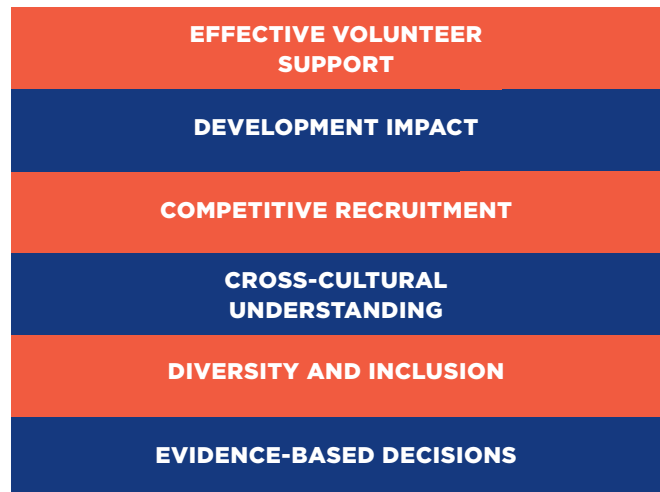 EFFECTIVE VOLUNTEER
SUPPORT
DEVELOPMENT IMPACT
COMPETITIVE RECRUITMENT
CROSS-CULTURAL
UNDERSTANDING
DIVERSITY AND INCLUSION
EVIDENCE-BASED DECISIONS